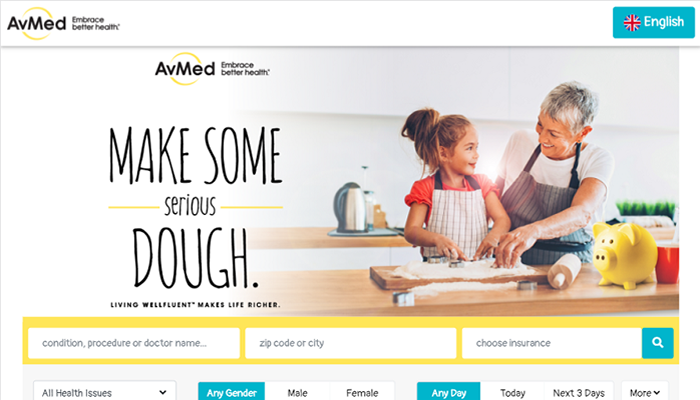 AvMed Embrace
better health.®
English
AvMed Embrace
better health.®
MAKE SOME
serious
DOUGH.
LIVING WELLFLUENT™ MAKES LIFE RICHER.
condition, procedure or doctor name...
zip code or city
choose insurance
All Health Issues
Any Gender Male Female
Any Day Today Next 3 Days
More